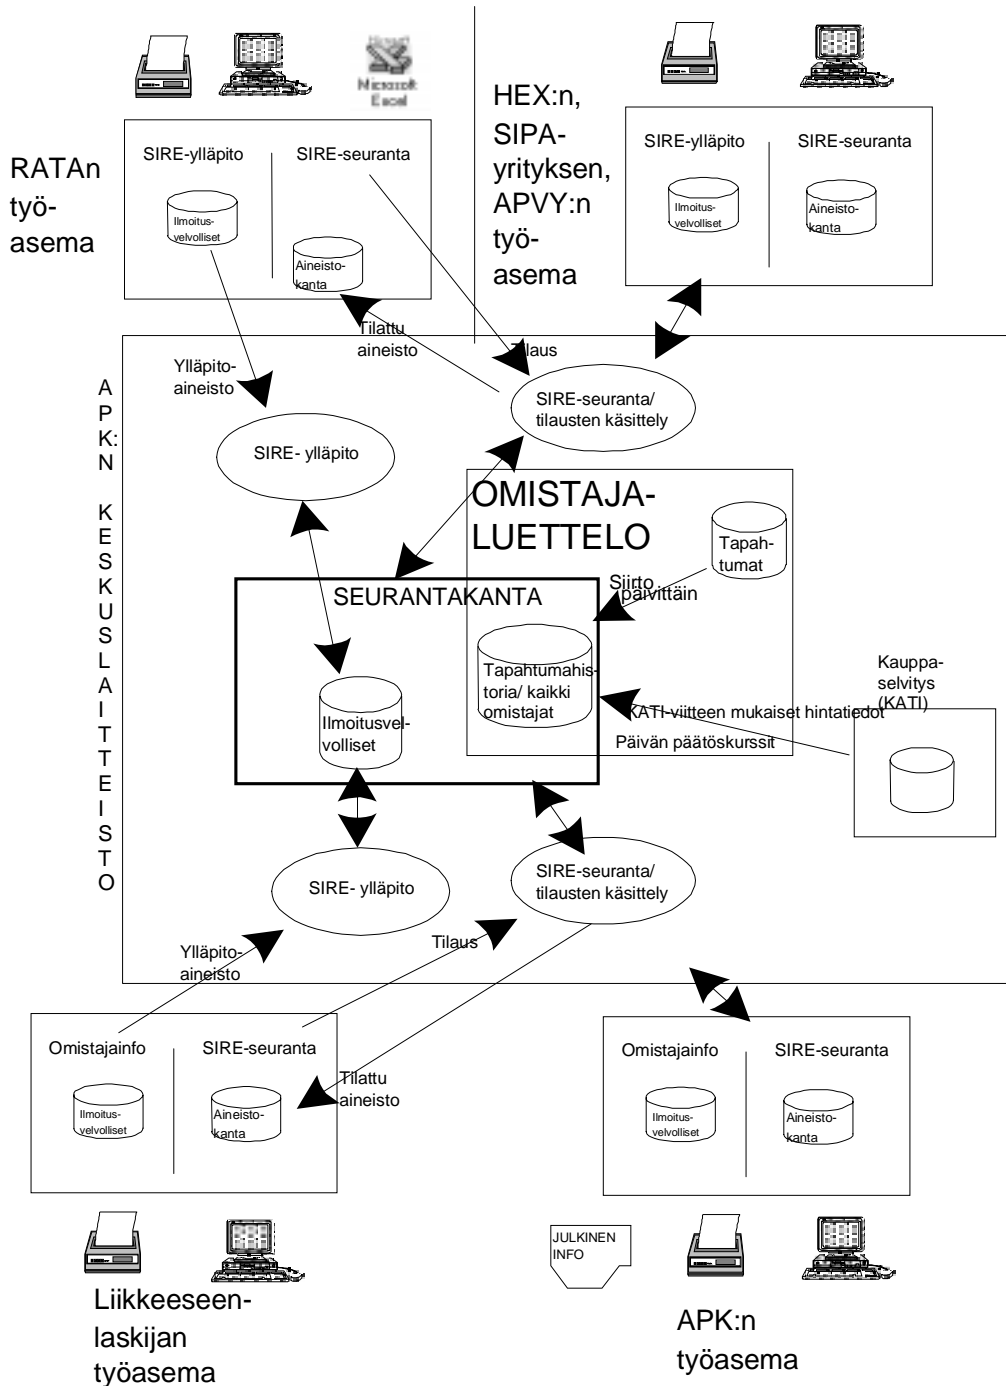 Microsoft
Excel
RATAn
työ-
asema
SIRE-ylläpito
SIRE-seuranta
Ilmoitus-
velvolliset
Aineisto-
kanta
HEX:n,
SIPA-
yrityksen,
APVY:n
työ-
asema
SIRE-ylläpito
SIRE-seuranta
Ilmoitus-
velvolliset
Aineisto-
kanta
Tilattu
aineisto
Tilaus
Ylläpito-
aineisto
APK:N KESKUSLAITTEISTO
SIRE- ylläpito
SIRE-seuranta/
tilausten käsittely
OMISTAJA-
LUETTELO
Tapah-
tumat
Siirto
päivittäin
SEURANTAKANTA
Ilmoitusvel-
volliset
Tapahtumahis-
toria/ kaikki
omistajat
Kauppa-
selvitys
(KATI)
KATI-viitteen mukaiset hintatiedot
Päivän päätöskurssit
SIRE- ylläpito
SIRE-seuranta/
tilausten käsittely
Ylläpito-
aineisto
Tilaus
Tilattu
aineisto
Omistajainfo
SIRE-seuranta
Ilmoitus-
velvolliset
Aineisto-
kanta
Omistajainfo
SIRE-seuranta
Ilmoitus-
velvolliset
Aineisto-
kanta
Liikkeeseen-
laskijan
työasema
JULKINEN
INFO
APK:n
työasema